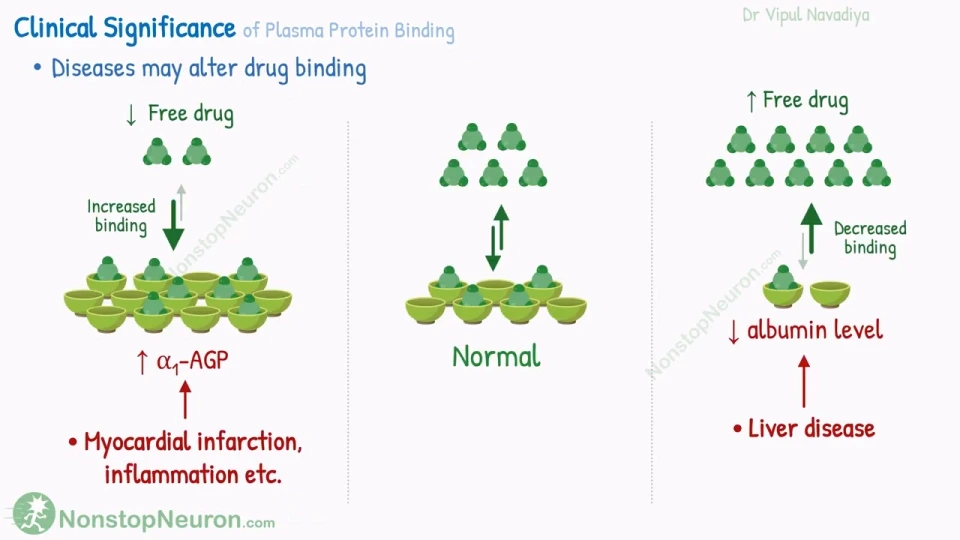 Clinical Significance of Plasma Protein Binding
Dr Vipul Navadiya
• Diseases may alter drug binding
↓ Free drug
Increased
binding
↑ α1-AGP
• Myocardial infarction,
inflammation etc.
Normal
↑ Free drug
Decreased
binding
↓ albumin level
• Liver disease
NonstopNeuron.com
NonstopNeuron.com
NonstopNeuron.com